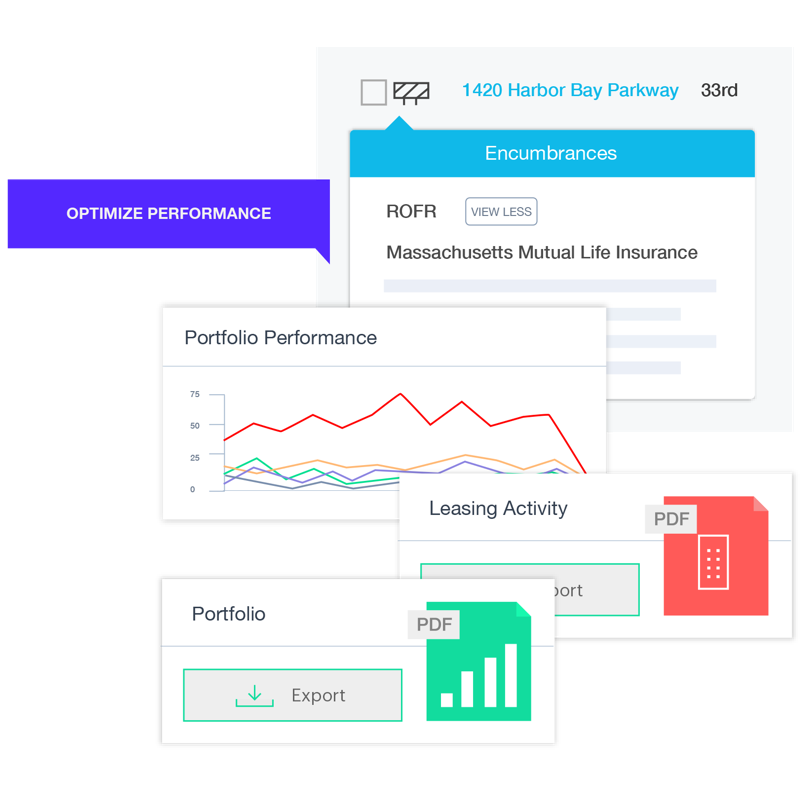 1420 Harbor Bay Parkway 33rd
Encumbrances
OPTIMIZE PERFORMANCE
ROFR VIEW LESS
Massachusetts Mutual Life Insurance
Portfolio Performance
75
50
25
0
Leasing Activity
PDF
port
Portfolio
PDF
Export